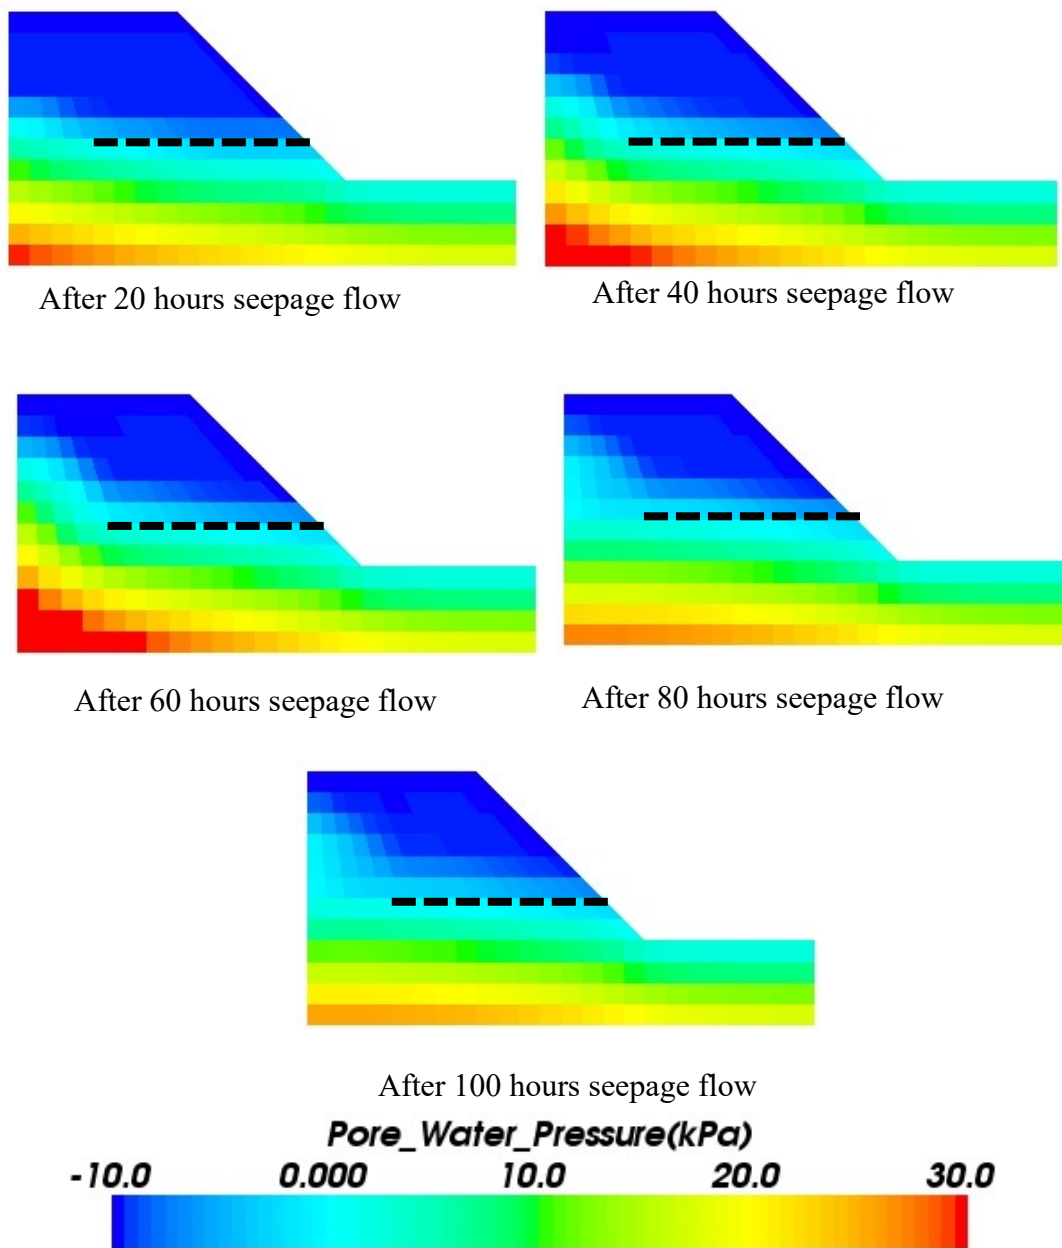 After 20 hours seepage flow
After 40 hours seepage flow
After 60 hours seepage flow
After 80 hours seepage flow
After 100 hours seepage flow
Pore_Water_Pressure(kPa)
-10.0 0.000 10.0 20.0 30.0